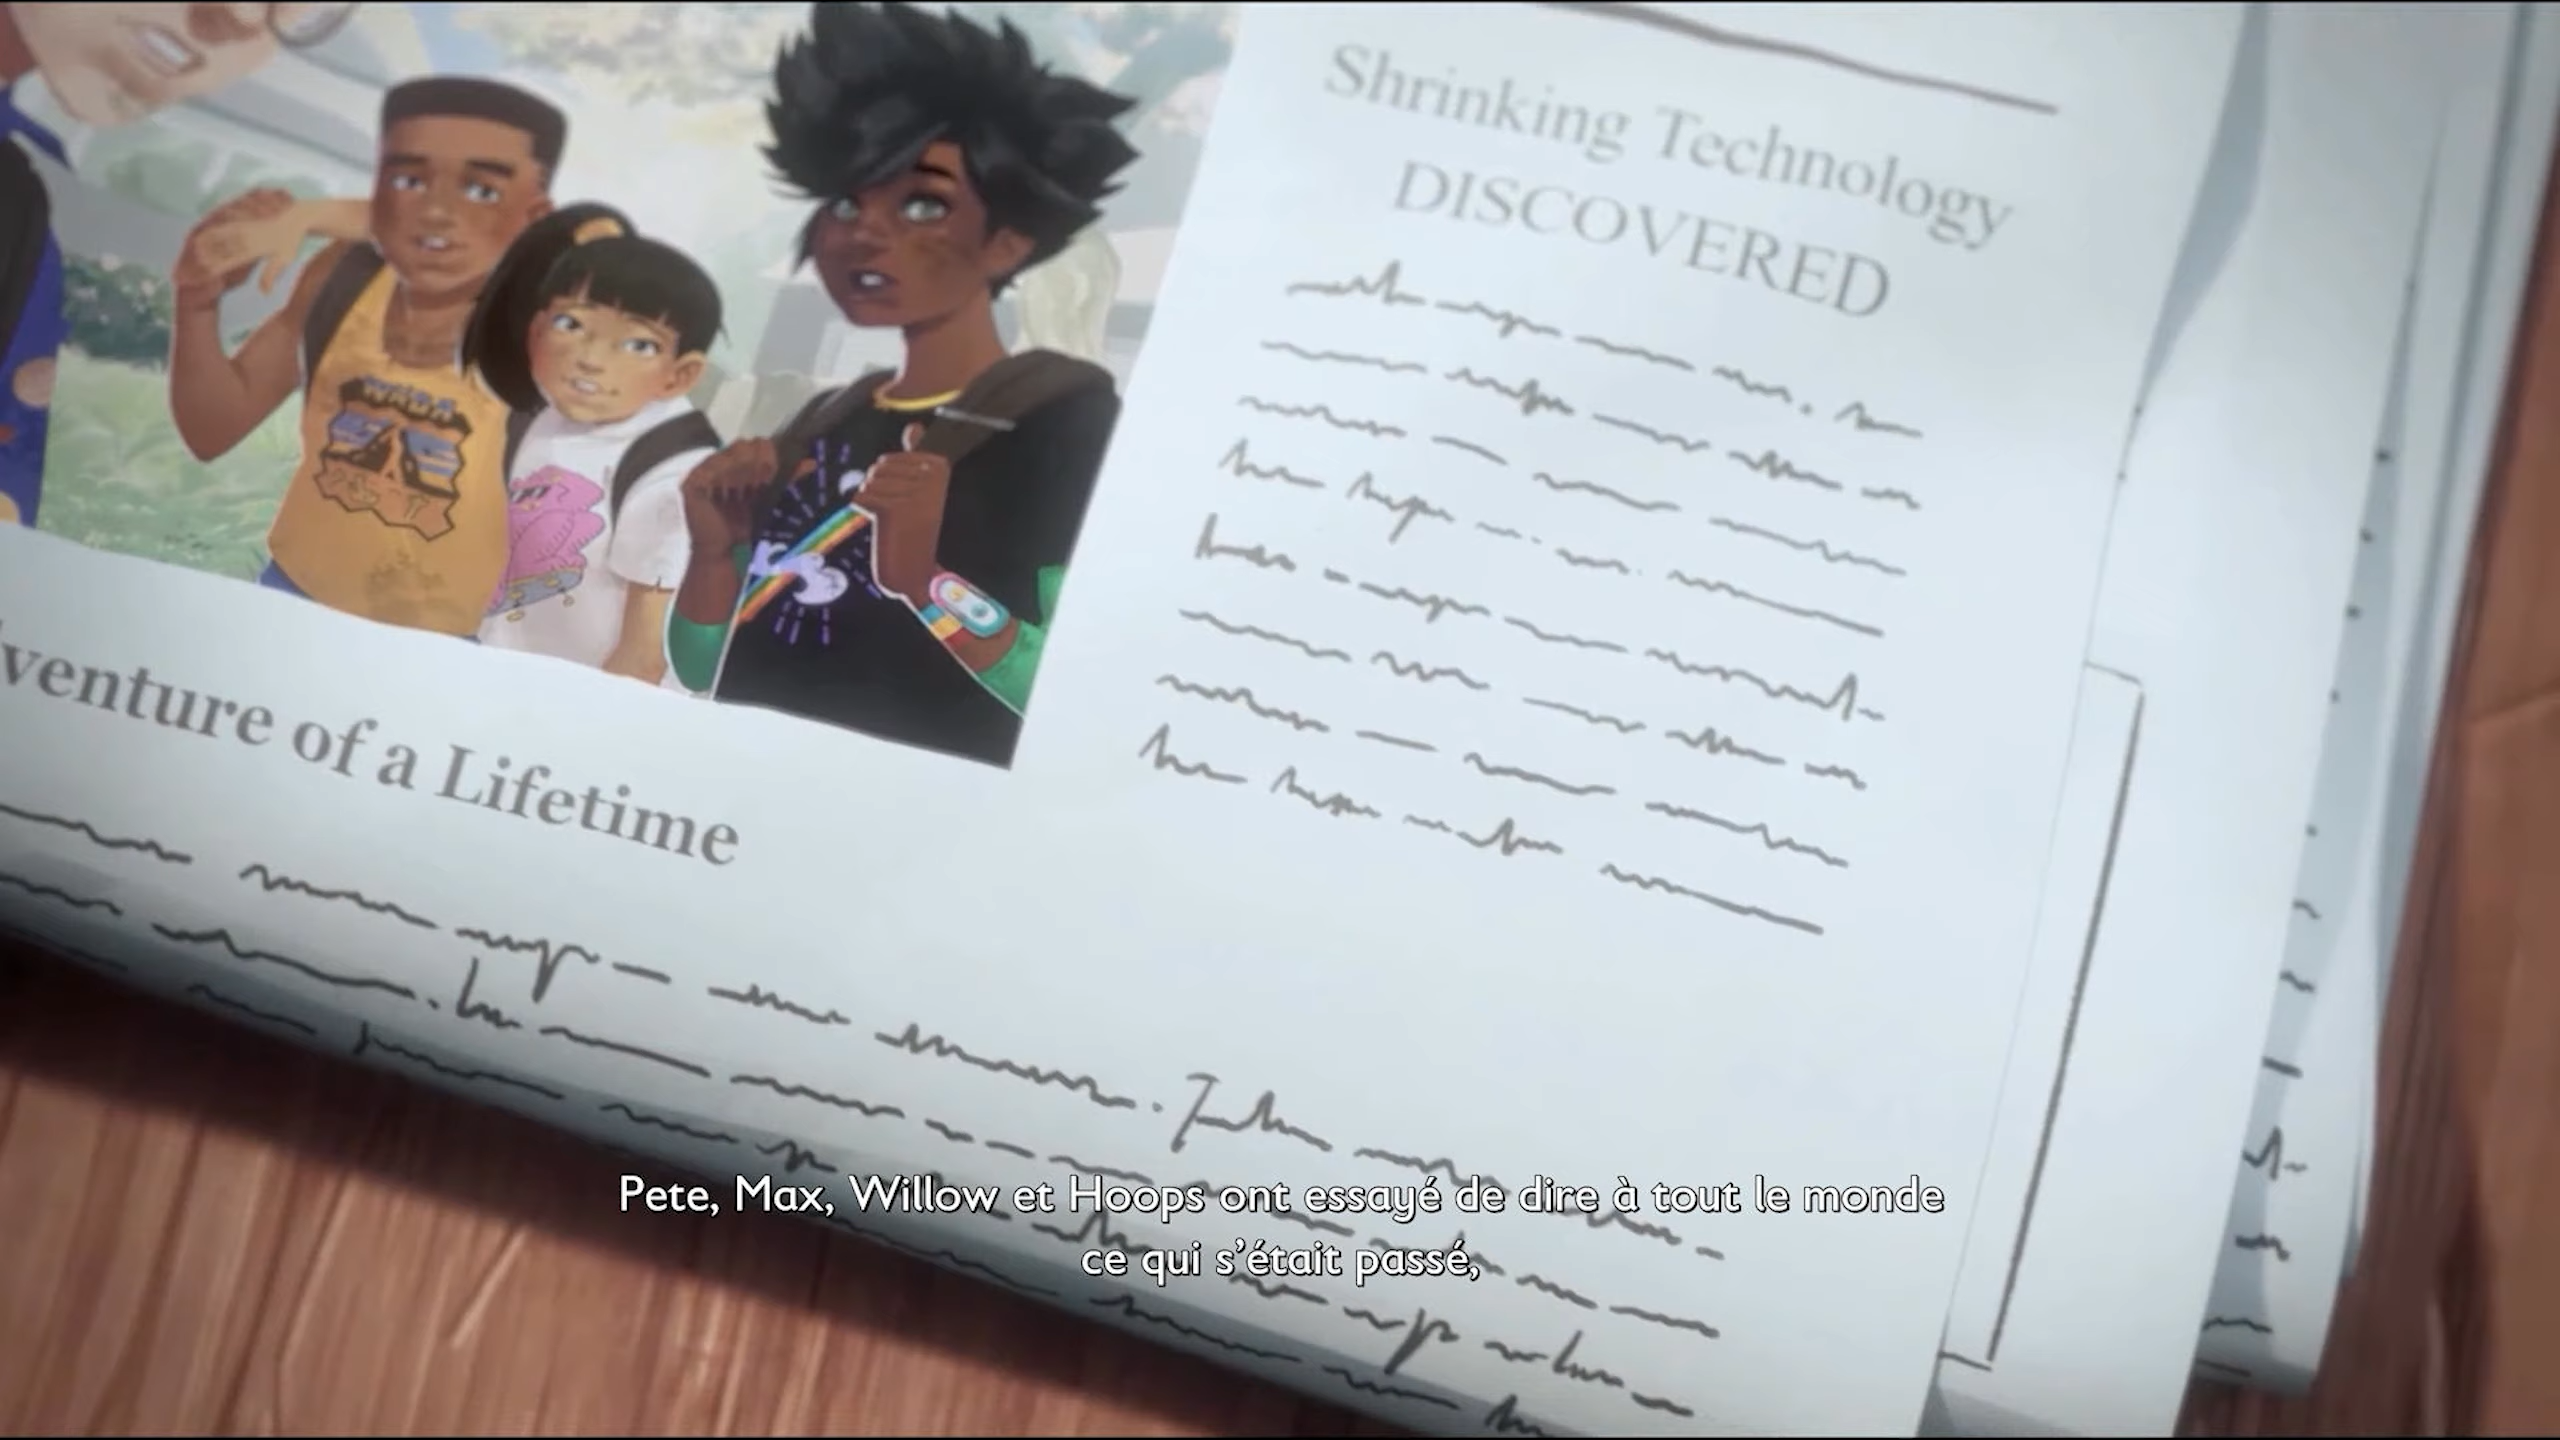 Shrinking Technology
DISCOVERED
venture of a Lifetime
Pete, Max, Willow et Hoops ont essayé de dire à tout le monde
ce qui s'était passé,